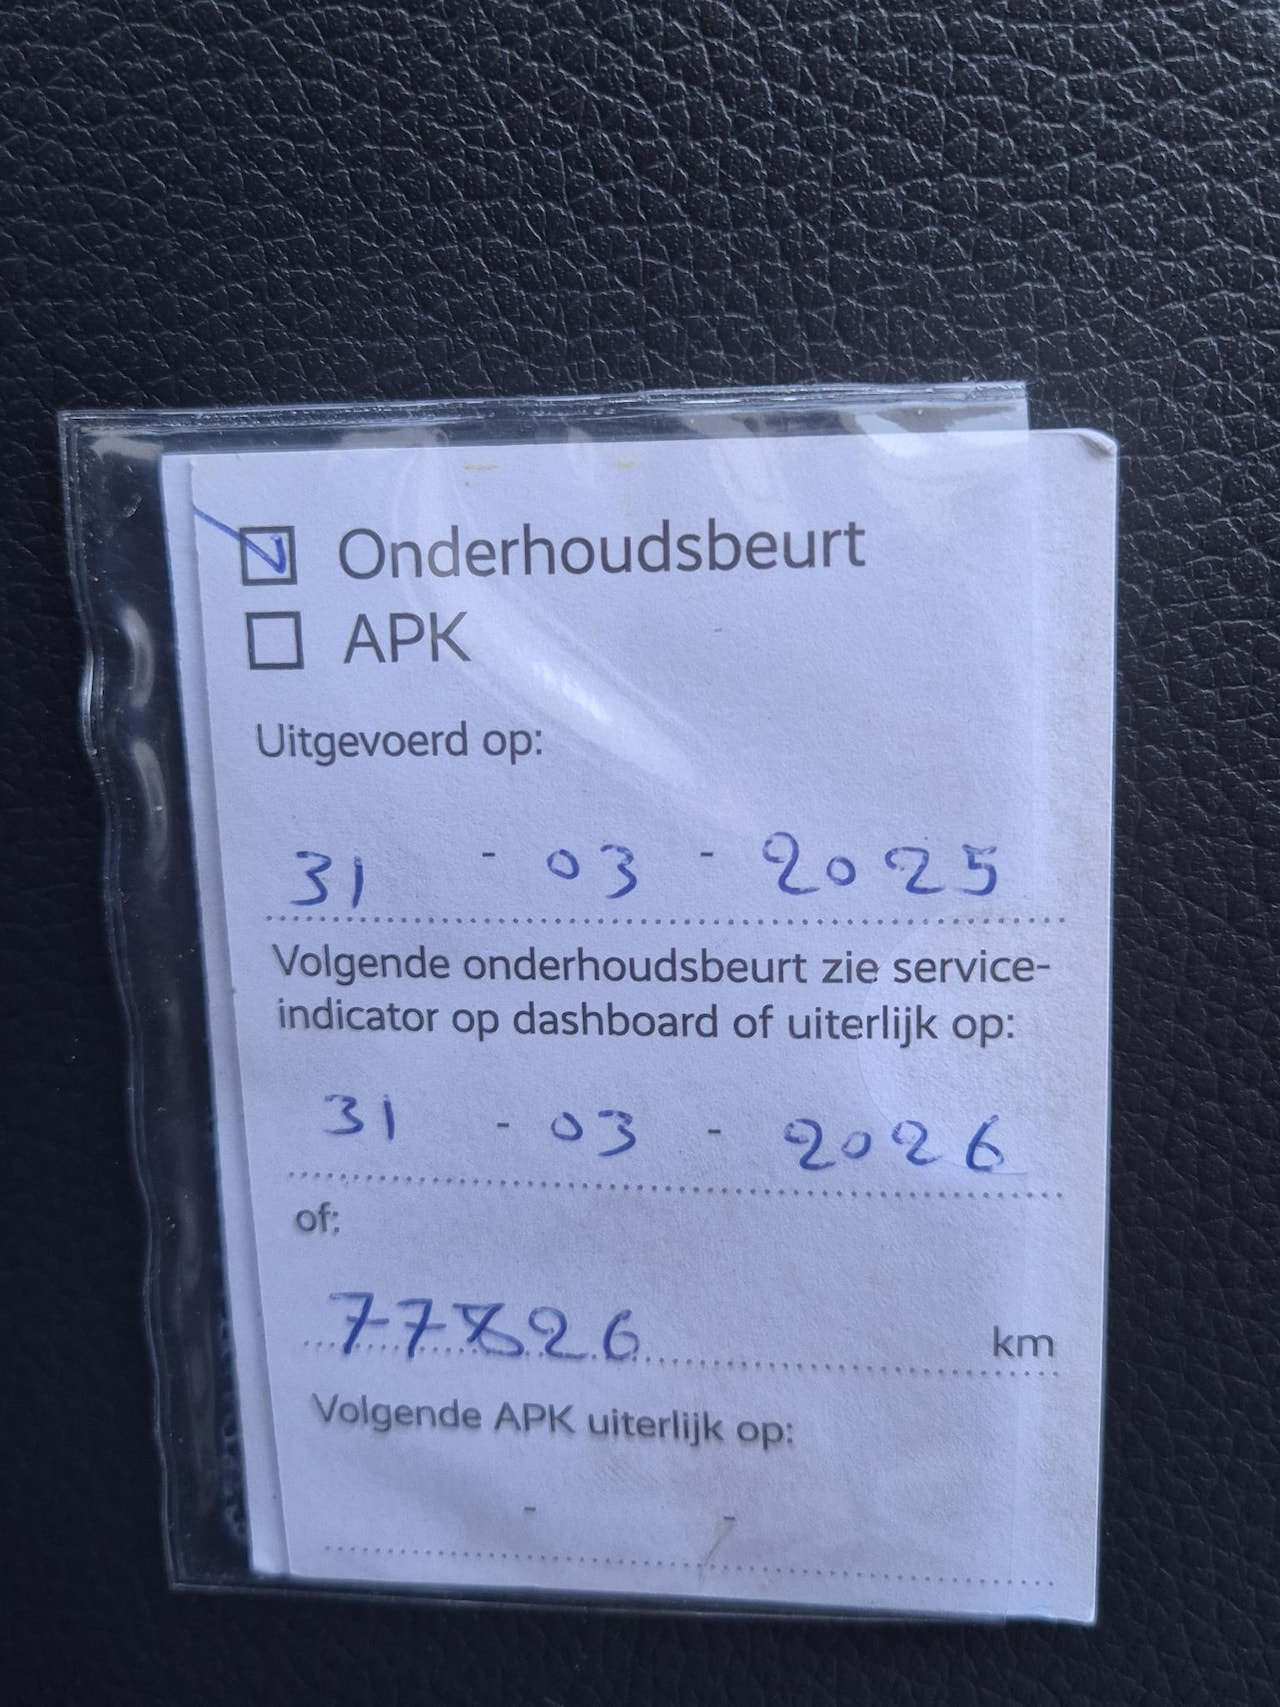 Onderhoudsbeurt
APK
Uitgevoerd op:
31 - 03 - 2025
Volgende onderhoudsbeurt zie service-
indicator op dashboard of uiterlijk op:
31 - 03 - 2026
of:
77826 km
Volgende APK uiterlijk op:
- -